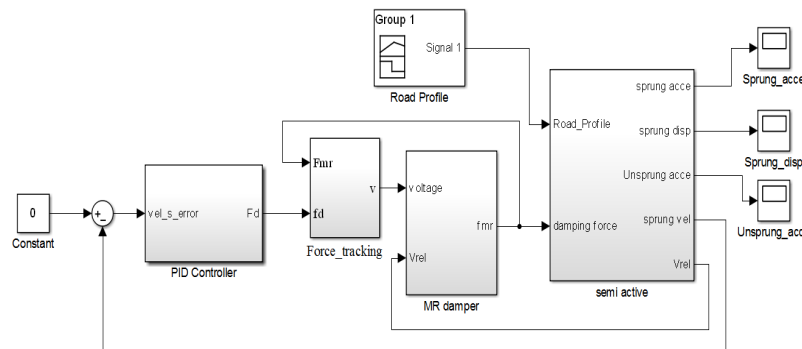 Group 1
Signal 1
Road Profile
Road_Profile
damping force
sprung acce
sprung disp
Unsprung acce
sprung vel
Vrel
semi active
Sprung_acce
Sprung_disp
Unsprung_acc
0
Constant
+_
vel_s_error
Fd
PID Controller
Fmr
fd
v
Force_tracking
voltage
Vrel
fmr
MR damper